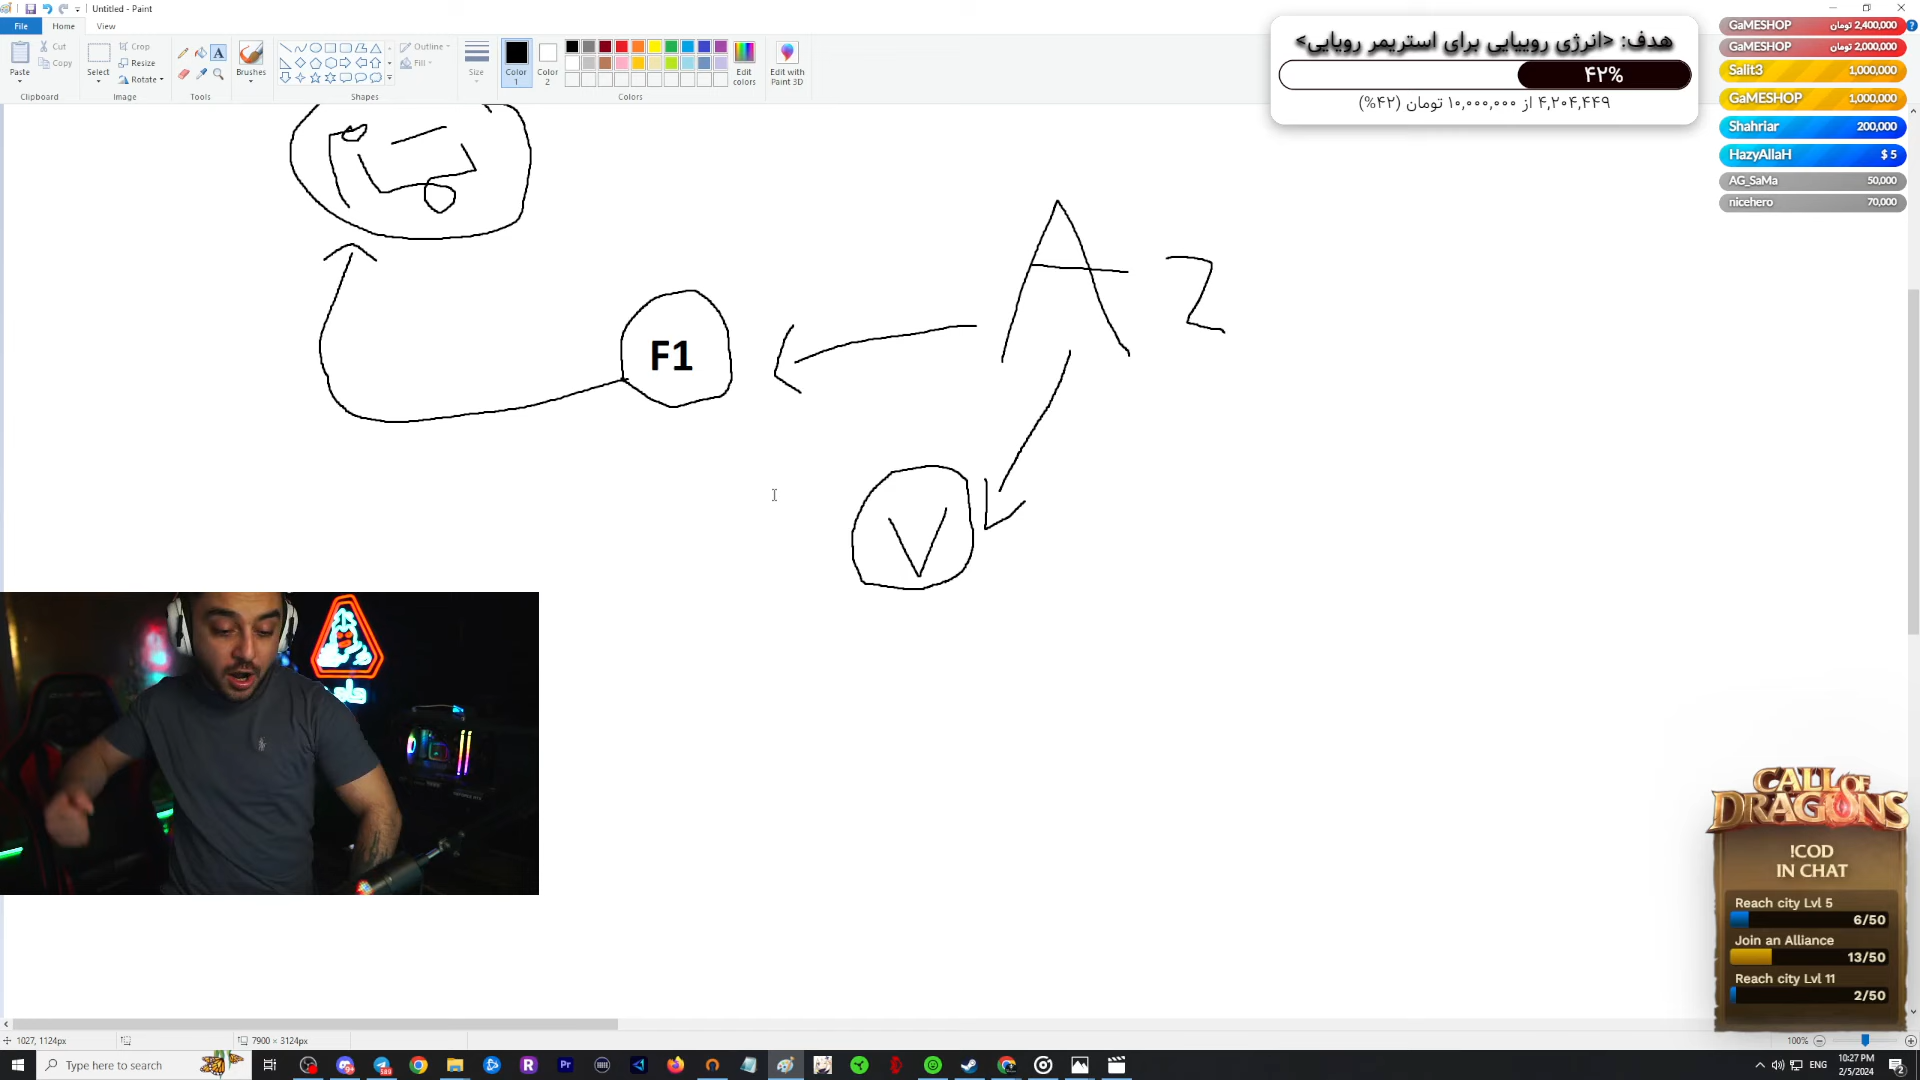 Untitled - Paint
File
Home
View
Paste
Cut
Copy
Clipboard
Select
Crop
Resize
Rotate
Image
Tools
Brushes
Shapes
Outline
Fill
Size
Color 1
Color 2
Colors
Edit colors
Edit with Paint 3D
هدف: <انرژی روییایی برای استریمر رویایی>
۴۲%
۴,۲۰۴,۴۴۹ از ۱۰,۰۰۰,۰۰۰ تومان (۴۲%)
GaMESHOP تومان 2,400,000
GaMESHOP تومان 2,000,000
Salit3 1,000,000
GaMESHOP 1,000,000
Shahriar 200,000
HazyAllaH $ 5
AG_SaMa 50,000
nicehero 70,000
A 2
F1
V
CALL OF DRAGONS
!COD
IN CHAT
Reach city Lvl 5
6/50
Join an Alliance
13/50
Reach city Lvl 11
2/50
1027, 1124px
7900 × 3124px
100%
Type here to search
ENG
10:27 PM
2/5/2024